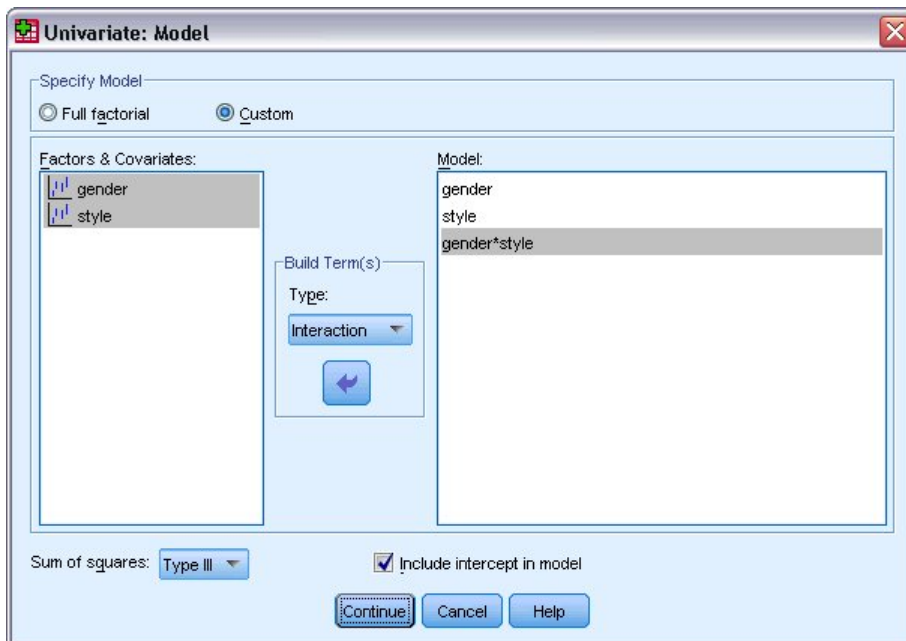 Univariate: Model
Specify Model
Full factorial
Custom
Factors & Covariates:
gender
style
Build Term(s)
Type:
Interaction
Model:
gender
style
gender*style
Sum of squares:
Type III
Include intercept in model
Continue
Cancel
Help